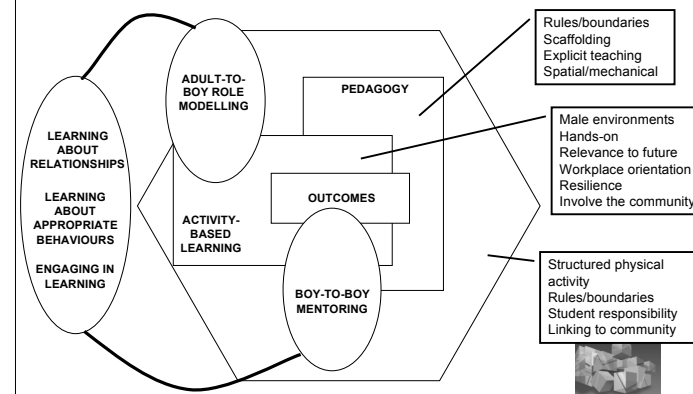 LEARNING
ABOUT
RELATIONSHIPS
LEARNING
ABOUT
APPROPRIATE
BEHAVIOURS
ENGAGING IN
LEARNING
ADULT-TO-
BOY ROLE
MODELLING
PEDAGOGY
ACTIVITY-
BASED
LEARNING
OUTCOMES
BOY-TO-BOY
MENTORING
Rules/boundaries
Scaffolding
Explicit teaching
Spatial/mechanical
Male environments
Hands-on
Relevance to future
Workplace orientation
Resilience
Involve the community
Structured physical
activity
Rules/boundaries
Student responsibility
Linking to community